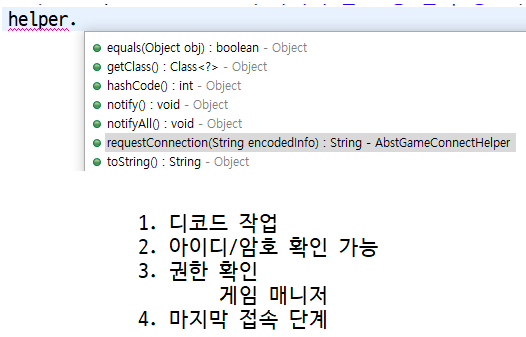 helper.
equals(Object obj) : boolean - Object
getClass() : Class<?> - Object
hashCode() : int - Object
notify() : void - Object
notifyAll() : void - Object
requestConnection(String encodedInfo) : String - AbstGameConnectHelper
toString() : String - Object
1. 디코드 작업
2. 아이디/암호 확인 가능
3. 권한 확인
게임 매니저
4. 마지막 접속 단계